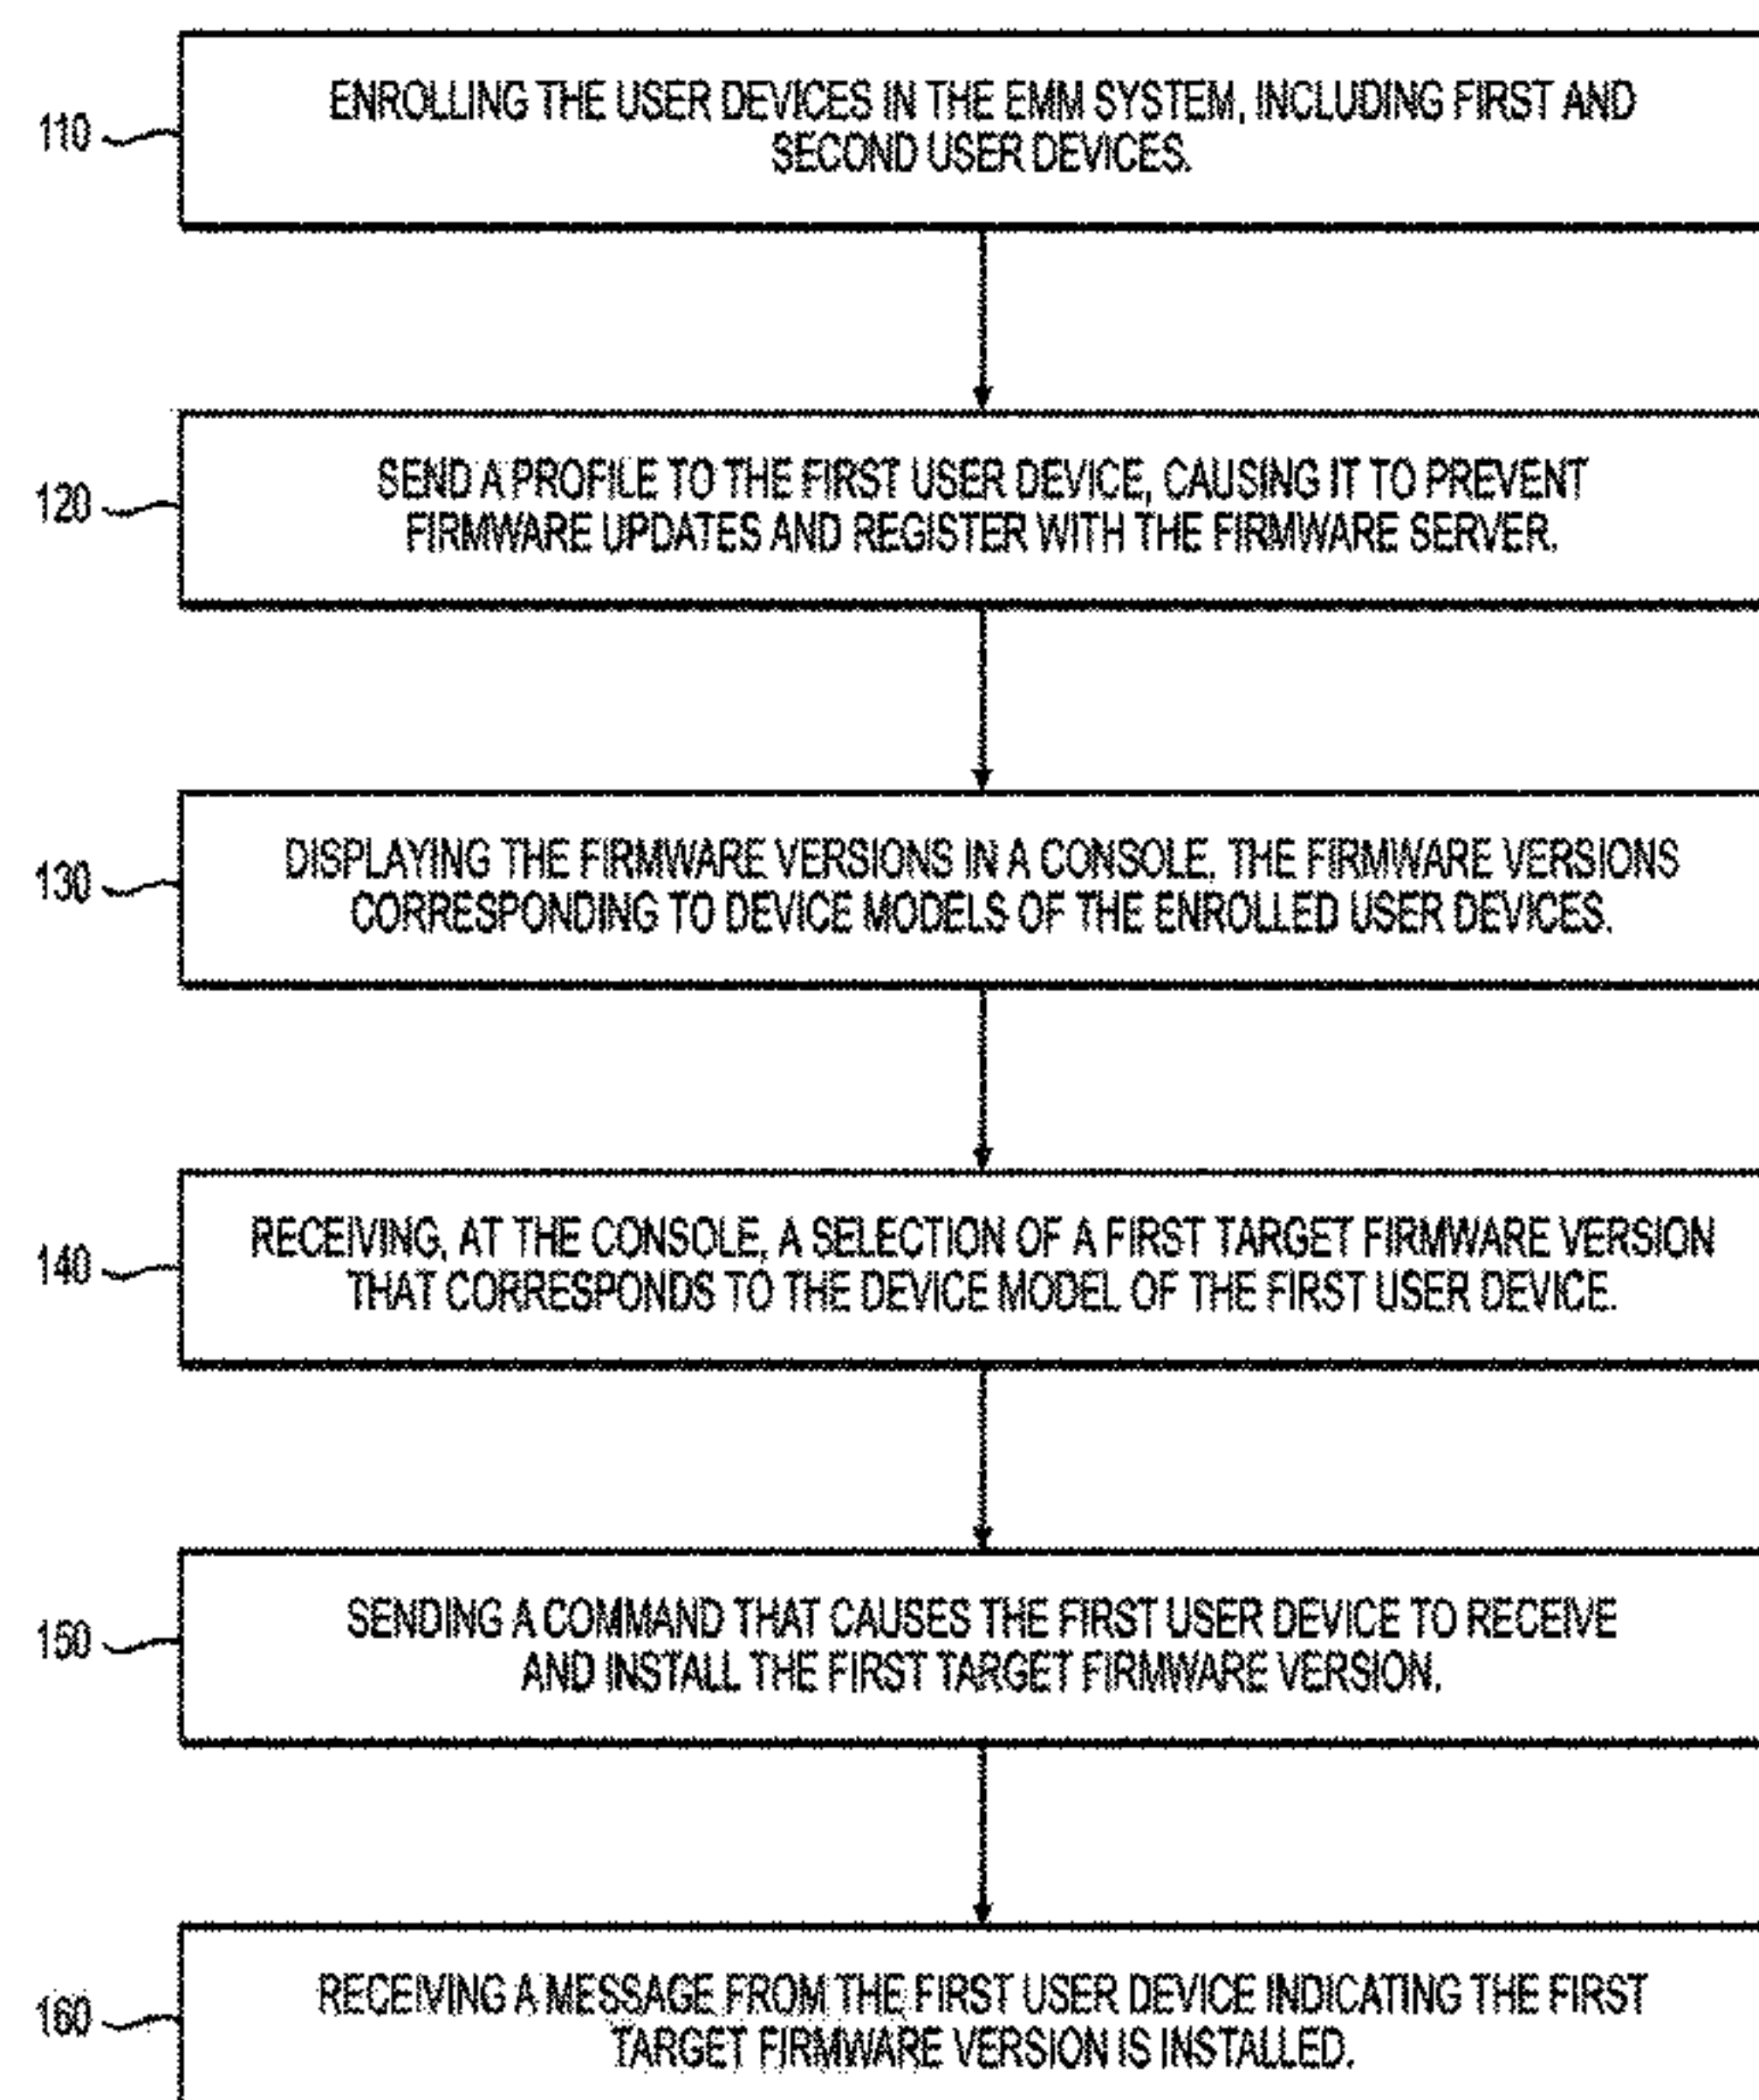 110
ENROLLING THE USER DEVICES IN THE EMM SYSTEM, INCLUDING FIRST AND
SECOND USER DEVICES.
120
SEND A PROFILE TO THE FIRST USER DEVICE, CAUSING IT TO PREVENT
FIRMWARE UPDATES AND REGISTER WITH THE FIRMWARE SERVER.
130
DISPLAYING THE FIRMWARE VERSIONS IN A CONSOLE, THE FIRMWARE VERSIONS
CORRESPONDING TO DEVICE MODELS OF THE ENROLLED USER DEVICES.
140
RECEIVING, AT THE CONSOLE, A SELECTION OF A FIRST TARGET FIRMWARE VERSION
THAT CORRESPONDS TO THE DEVICE MODEL OF THE FIRST USER DEVICE.
150
SENDING A COMMAND THAT CAUSES THE FIRST USER DEVICE TO RECEIVE
AND INSTALL THE FIRST TARGET FIRMWARE VERSION.
160
RECEIVING A MESSAGE FROM THE FIRST USER DEVICE INDICATING THE FIRST
TARGET FIRMWARE VERSION IS INSTALLED.